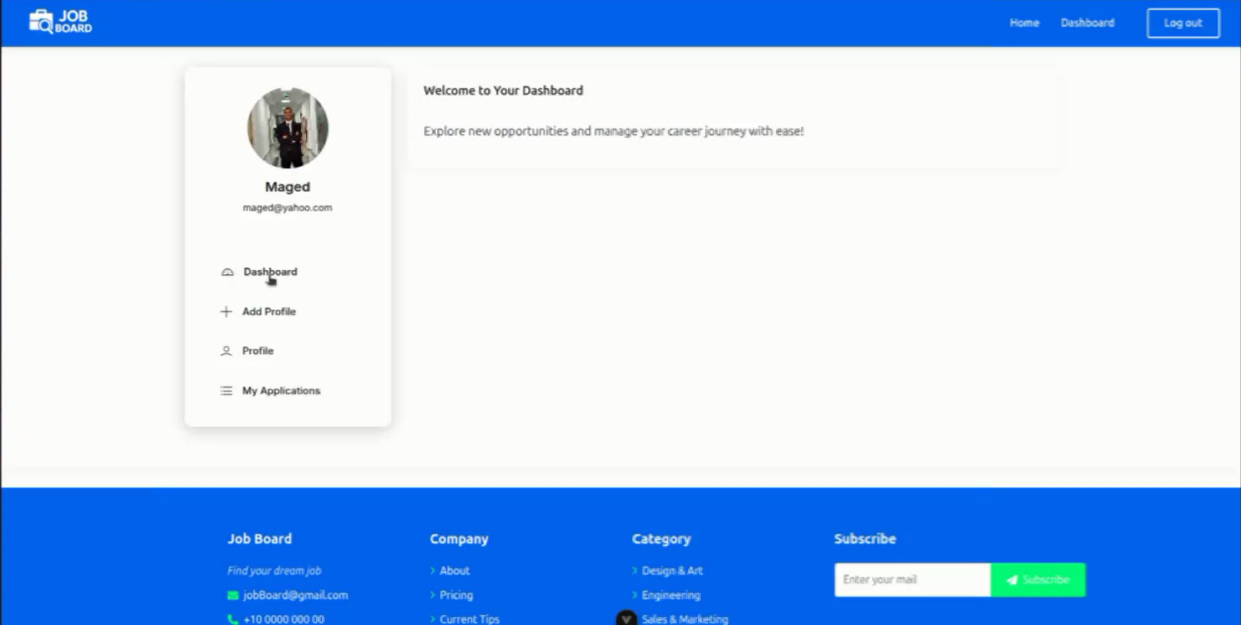 JOB
BOARD
Home
Dashboard
Log out
Maged
maged@yahoo.com
Dashboard
Add Profile
Profile
My Applications
Welcome to Your Dashboard
Explore new opportunities and manage your career journey with ease!
Job Board
Find your dream job
jobBoard@gmail.com
+10 0000 000 00
Company
About
Pricing
Current Tips
Category
Design & Art
Engineering
Sales & Marketing
Subscribe
Enter your mail
Subscribe